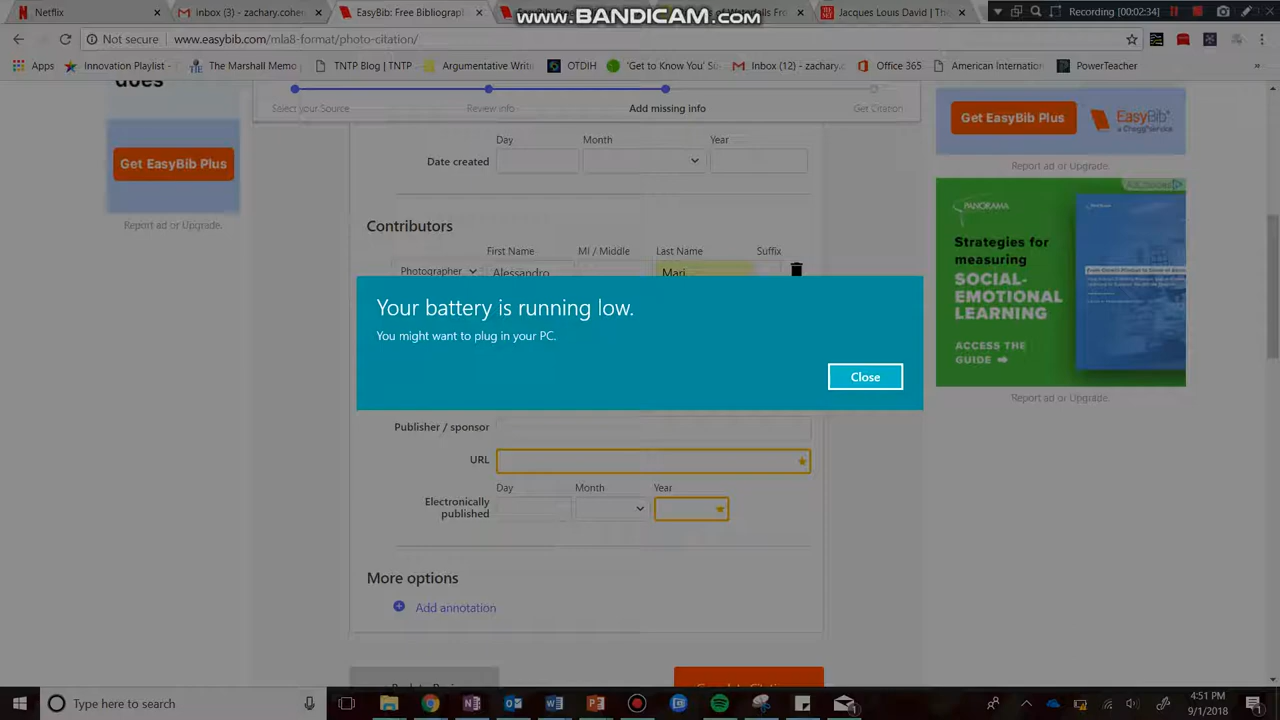 Netflix
inbox (3) - zachary.cohen
EasyBib: Free Bibliograph
Jacques Louis David | The
www.BANDICAM.com
Recording [00:02:34]
Not secure
www.easybib.com/mla8-format/photo-citation/
Apps
Innovation Playlist -
The Marshall Memo
TNTP Blog | TNTP
Argumentative Writi
OTDIH
'Get to Know You' Su
Inbox (12) - zachary.
Office 365
American Internation
PowerTeacher
»
does
Select your Source
Review info
Add missing info
Get Citation
Get EasyBib Plus
Report ad or Upgrade.
Get EasyBib Plus
EasyBib
a Chegg service
Report ad or Upgrade.
Day
Month
Year
Date created
Contributors
First Name
MI / Middle
Last Name
Suffix
Photographer
Alessandro
Mari
PANORAMA
Strategies for
measuring
SOCIAL-
EMOTIONAL
LEARNING
ACCESS THE
GUIDE
Report ad or Upgrade.
Your battery is running low.
You might want to plug in your PC.
Close
Publisher / sponsor
URL
Day
Month
Year
Electronically
published
More options
Add annotation
Type here to search
4:51 PM
9/1/2018